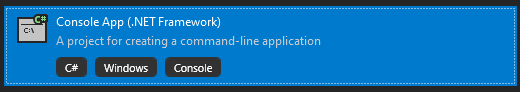 C#
C:\
Console App (.NET Framework)
A project for creating a command-line application
C# Windows Console